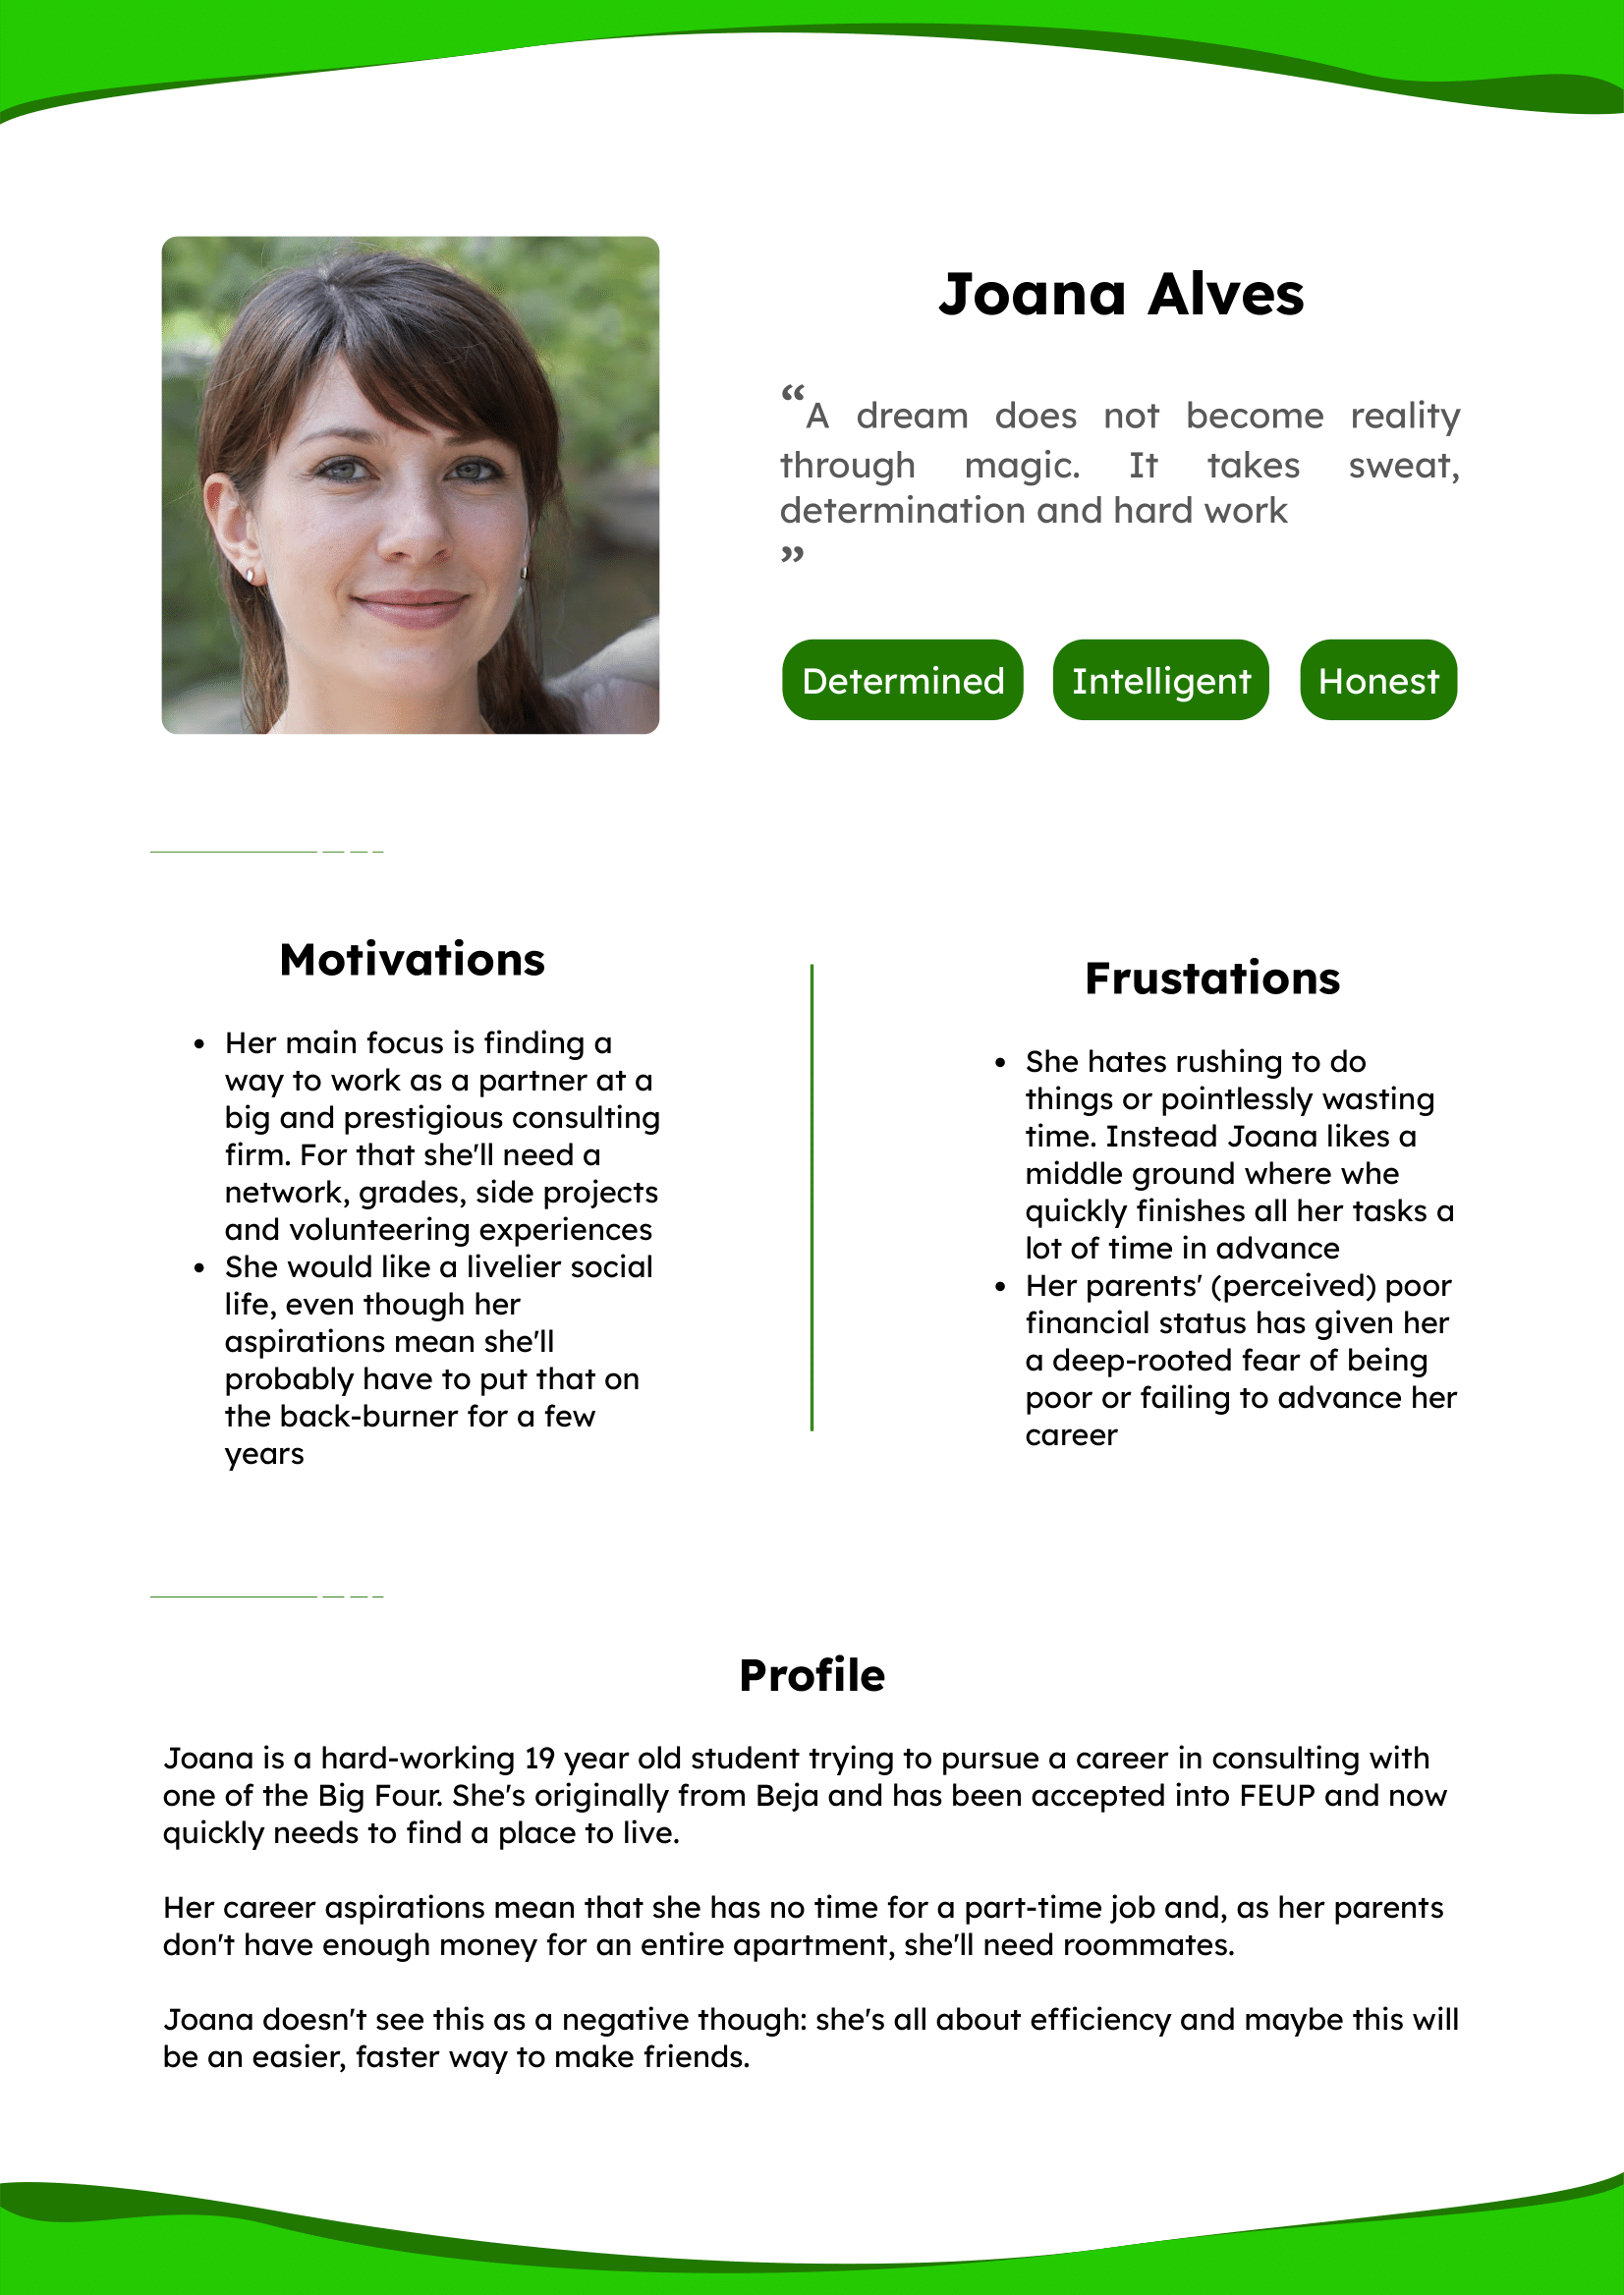 Joana Alves
“A dream does not become reality
through magic. It takes sweat,
determination and hard work
”
Determined Intelligent Honest
Motivations
• Her main focus is finding a
way to work as a partner at a
big and prestigious consulting
firm. For that she'll need a
network, grades, side projects
and volunteering experiences
• She would like a livelier social
life, even though her
aspirations mean she'll
probably have to put that on
the back-burner for a few
years
Frustations
• She hates rushing to do
things or pointlessly wasting
time. Instead Joana likes a
middle ground where whe
quickly finishes all her tasks a
lot of time in advance
• Her parents' (perceived) poor
financial status has given her
a deep-rooted fear of being
poor or failing to advance her
career
Profile
Joana is a hard-working 19 year old student trying to pursue a career in consulting with
one of the Big Four. She's originally from Beja and has been accepted into FEUP and now
quickly needs to find a place to live.
Her career aspirations mean that she has no time for a part-time job and, as her parents
don't have enough money for an entire apartment, she'll need roommates.
Joana doesn't see this as a negative though: she's all about efficiency and maybe this will
be an easier, faster way to make friends.